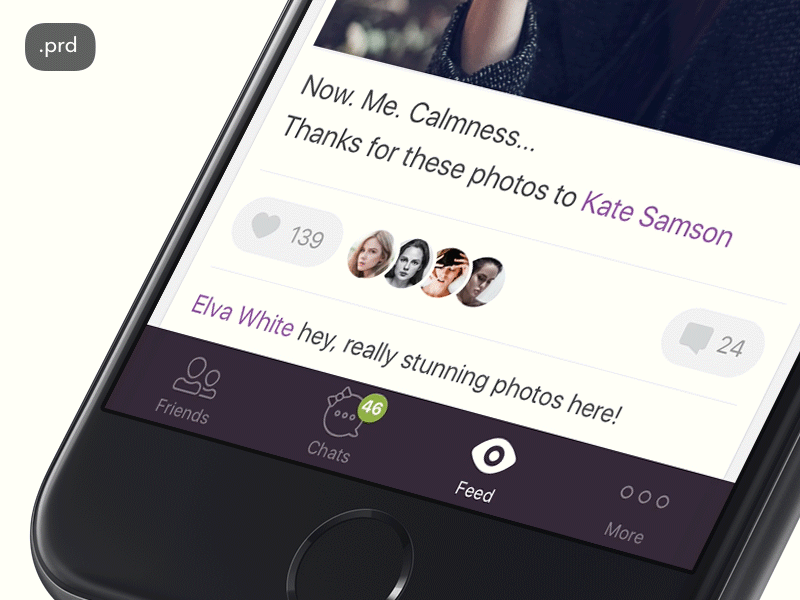 .prd
Now. Me. Calmness...
Thanks for these photos to Kate Samson
139
24
Elva White hey, really stunning photos here!
Friends
Chats
46
Feed
More